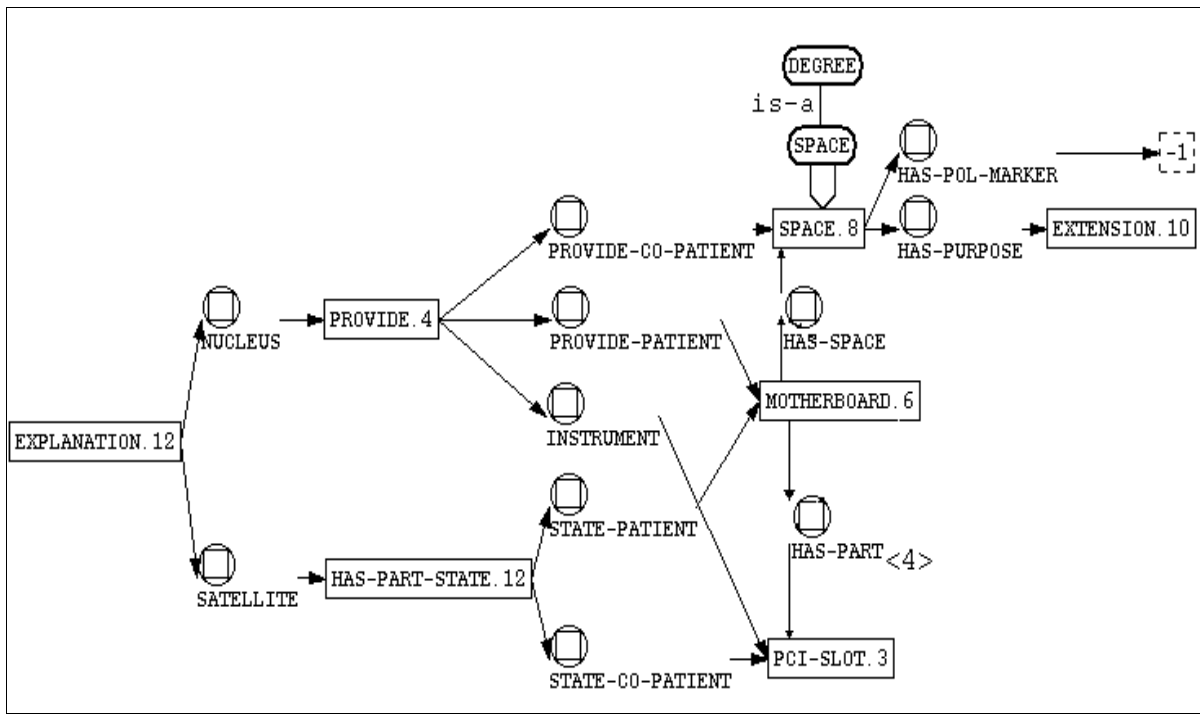 DEGREE
is-a
SPACE
HAS-POL-MARKER
-1
SPACE.8
EXTENSION.10
PROVIDE-CO-PATIENT
HAS-PURPOSE
PROVIDE.4
NUCLEUS
PROVIDE-PATIENT
HAS-SPACE
MOTHERBOARD.6
EXPLANATION.12
INSTRUMENT
STATE-PATIENT
HAS-PART <4>
HAS-PART-STATE.12
SATELLITE
PCI-SLOT.3
STATE-CO-PATIENT